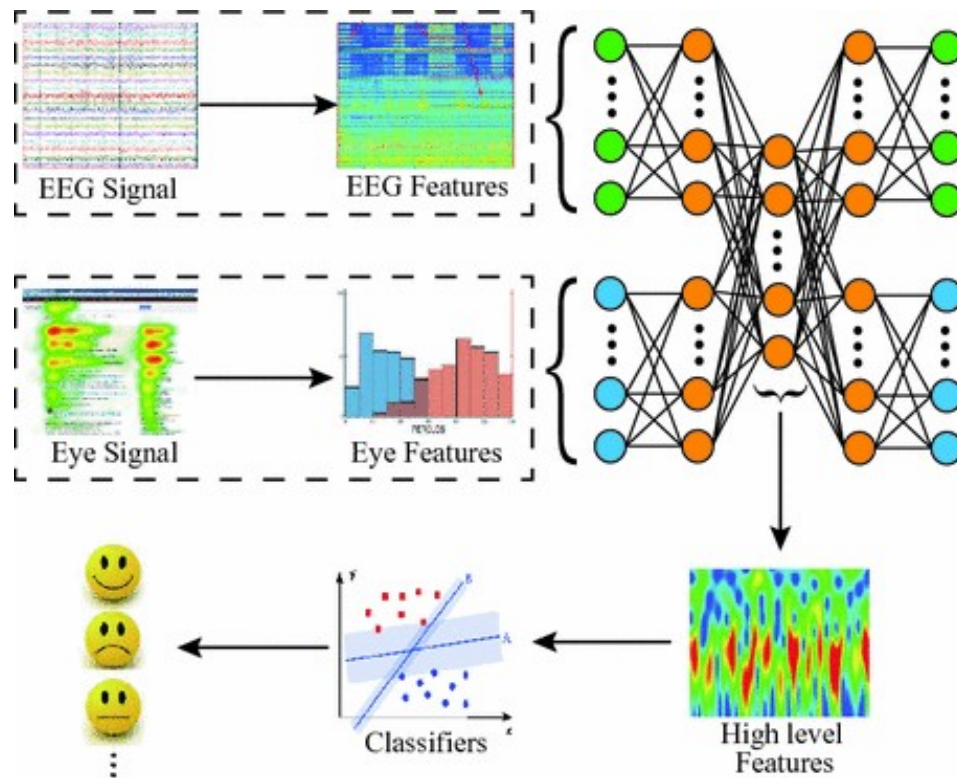 EEG Signal
EEG Features
Eye Signal
Eye Features
B
A
Classifiers
High level
Features